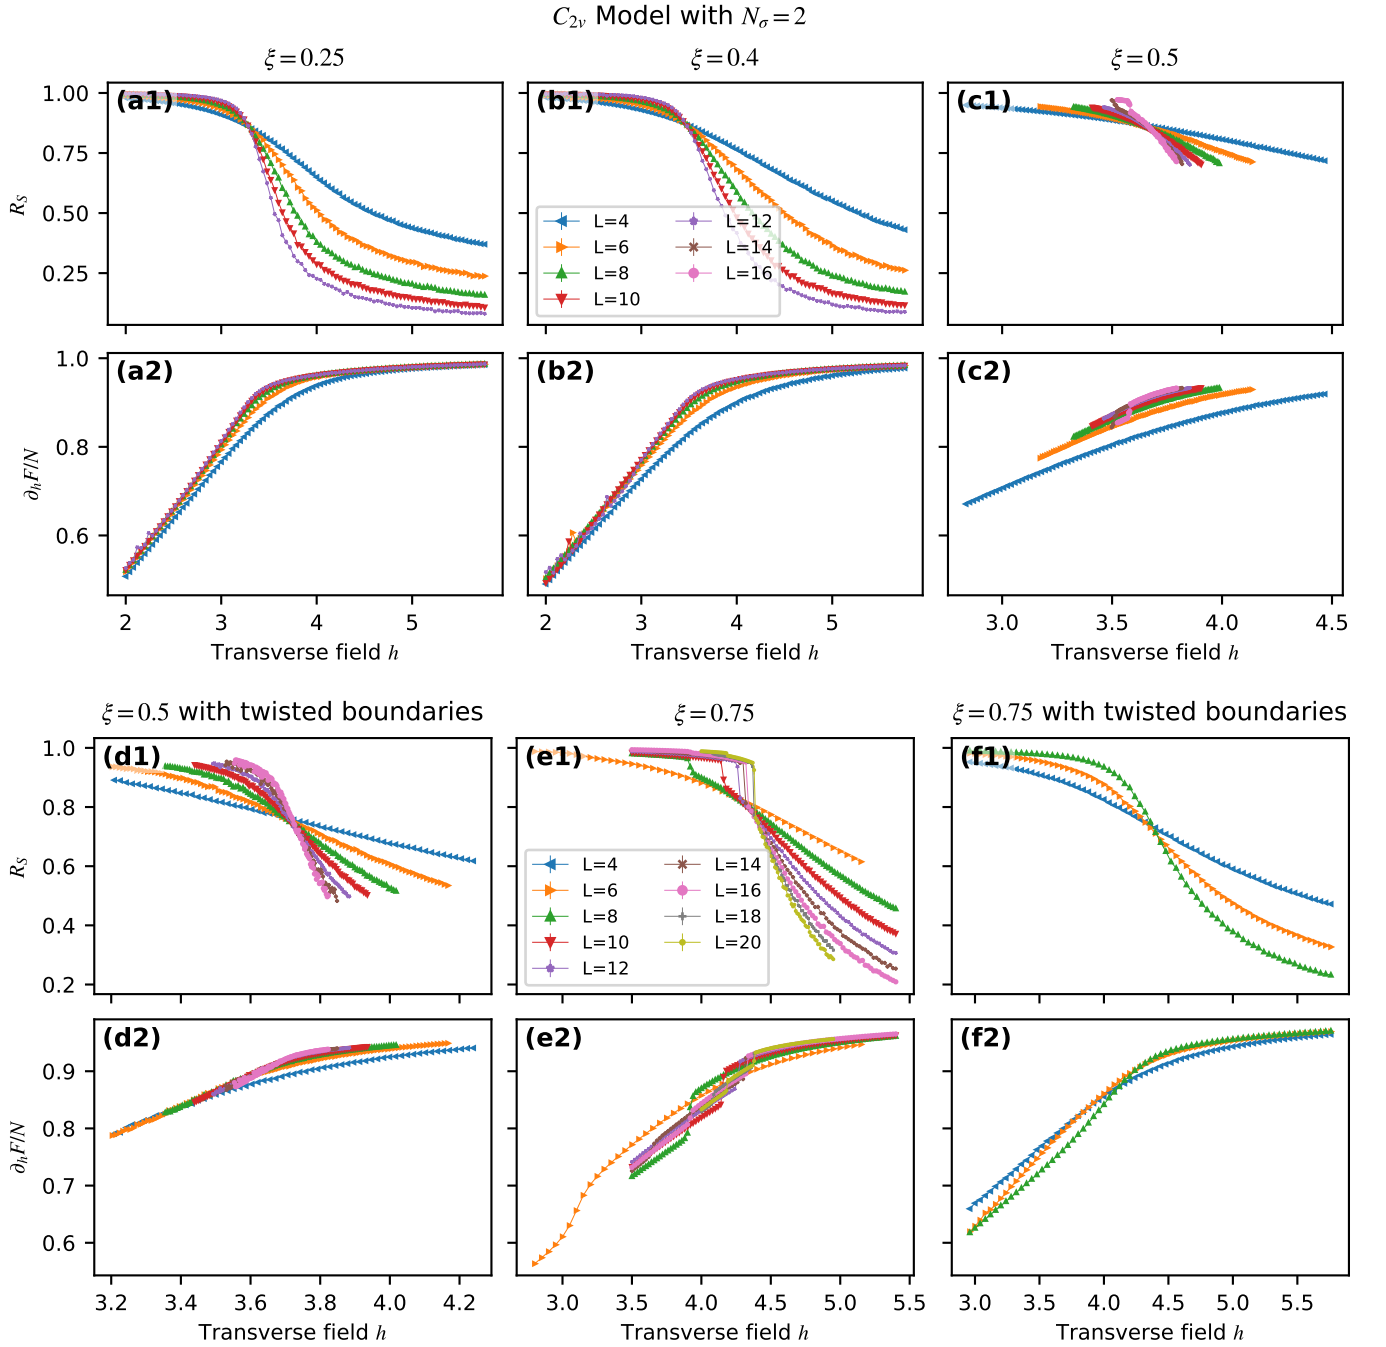 C₂ᵥ Model with N_σ = 2
ξ = 0.25
ξ = 0.4
ξ = 0.5
(a1)
(b1)
(c1)
R_S
1.00
0.75
0.50
0.25
L=4
L=6
L=8
L=10
L=12
L=14
L=16
(a2)
(b2)
(c2)
∂ₕF/N
1.0
0.8
0.6
2 3 4 5
2 3 4 5
3.0 3.5 4.0 4.5
Transverse field h
Transverse field h
Transverse field h
ξ = 0.5 with twisted boundaries
ξ = 0.75
ξ = 0.75 with twisted boundaries
(d1)
(e1)
(f1)
R_S
1.0
0.8
0.6
0.4
0.2
L=4
L=6
L=8
L=10
L=12
L=14
L=16
L=18
L=20
(d2)
(e2)
(f2)
∂ₕF/N
0.9
0.8
0.7
0.6
3.2 3.4 3.6 3.8 4.0 4.2
3.0 3.5 4.0 4.5 5.0 5.5
3.0 3.5 4.0 4.5 5.0 5.5
Transverse field h
Transverse field h
Transverse field h